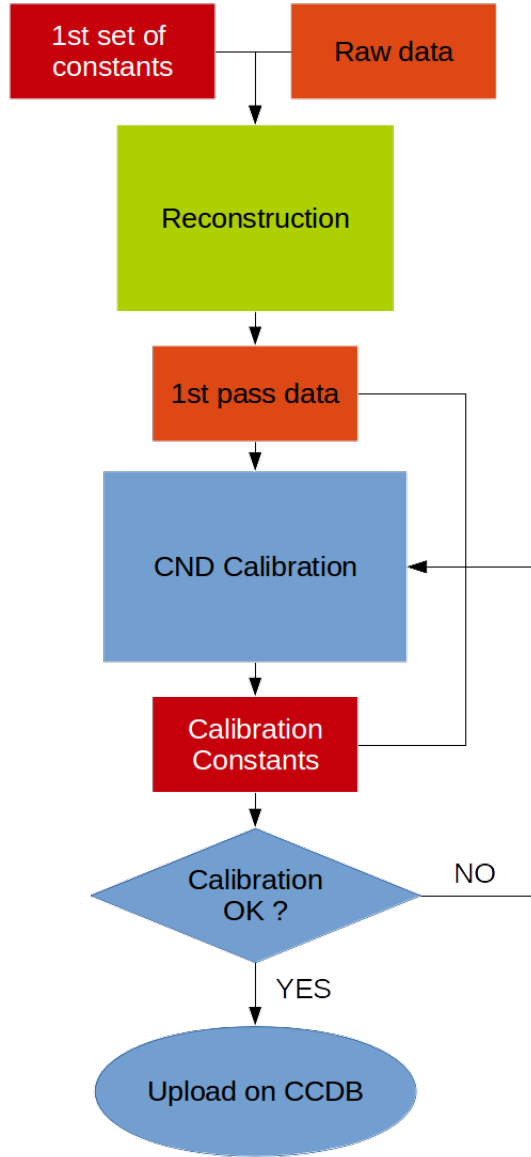 1st set of
constants
Raw data
Reconstruction
1st pass data
CND Calibration
Calibration
Constants
Calibration
OK ?
NO
YES
Upload on CCDB